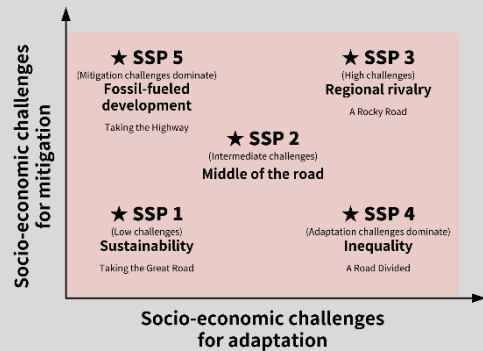 Socio-economic challenges
for mitigation
★ SSP 5
(Mitigation challenges dominate)
Fossil-fueled
development
Taking the Highway
★ SSP 3
(High challenges)
Regional rivalry
A Rocky Road
★ SSP 2
(Intermediate challenges)
Middle of the road
★ SSP 1
(Low challenges)
Sustainability
Taking the Great Road
★ SSP 4
(Adaptation challenges dominate)
Inequality
A Road Divided
Socio-economic challenges
for adaptation